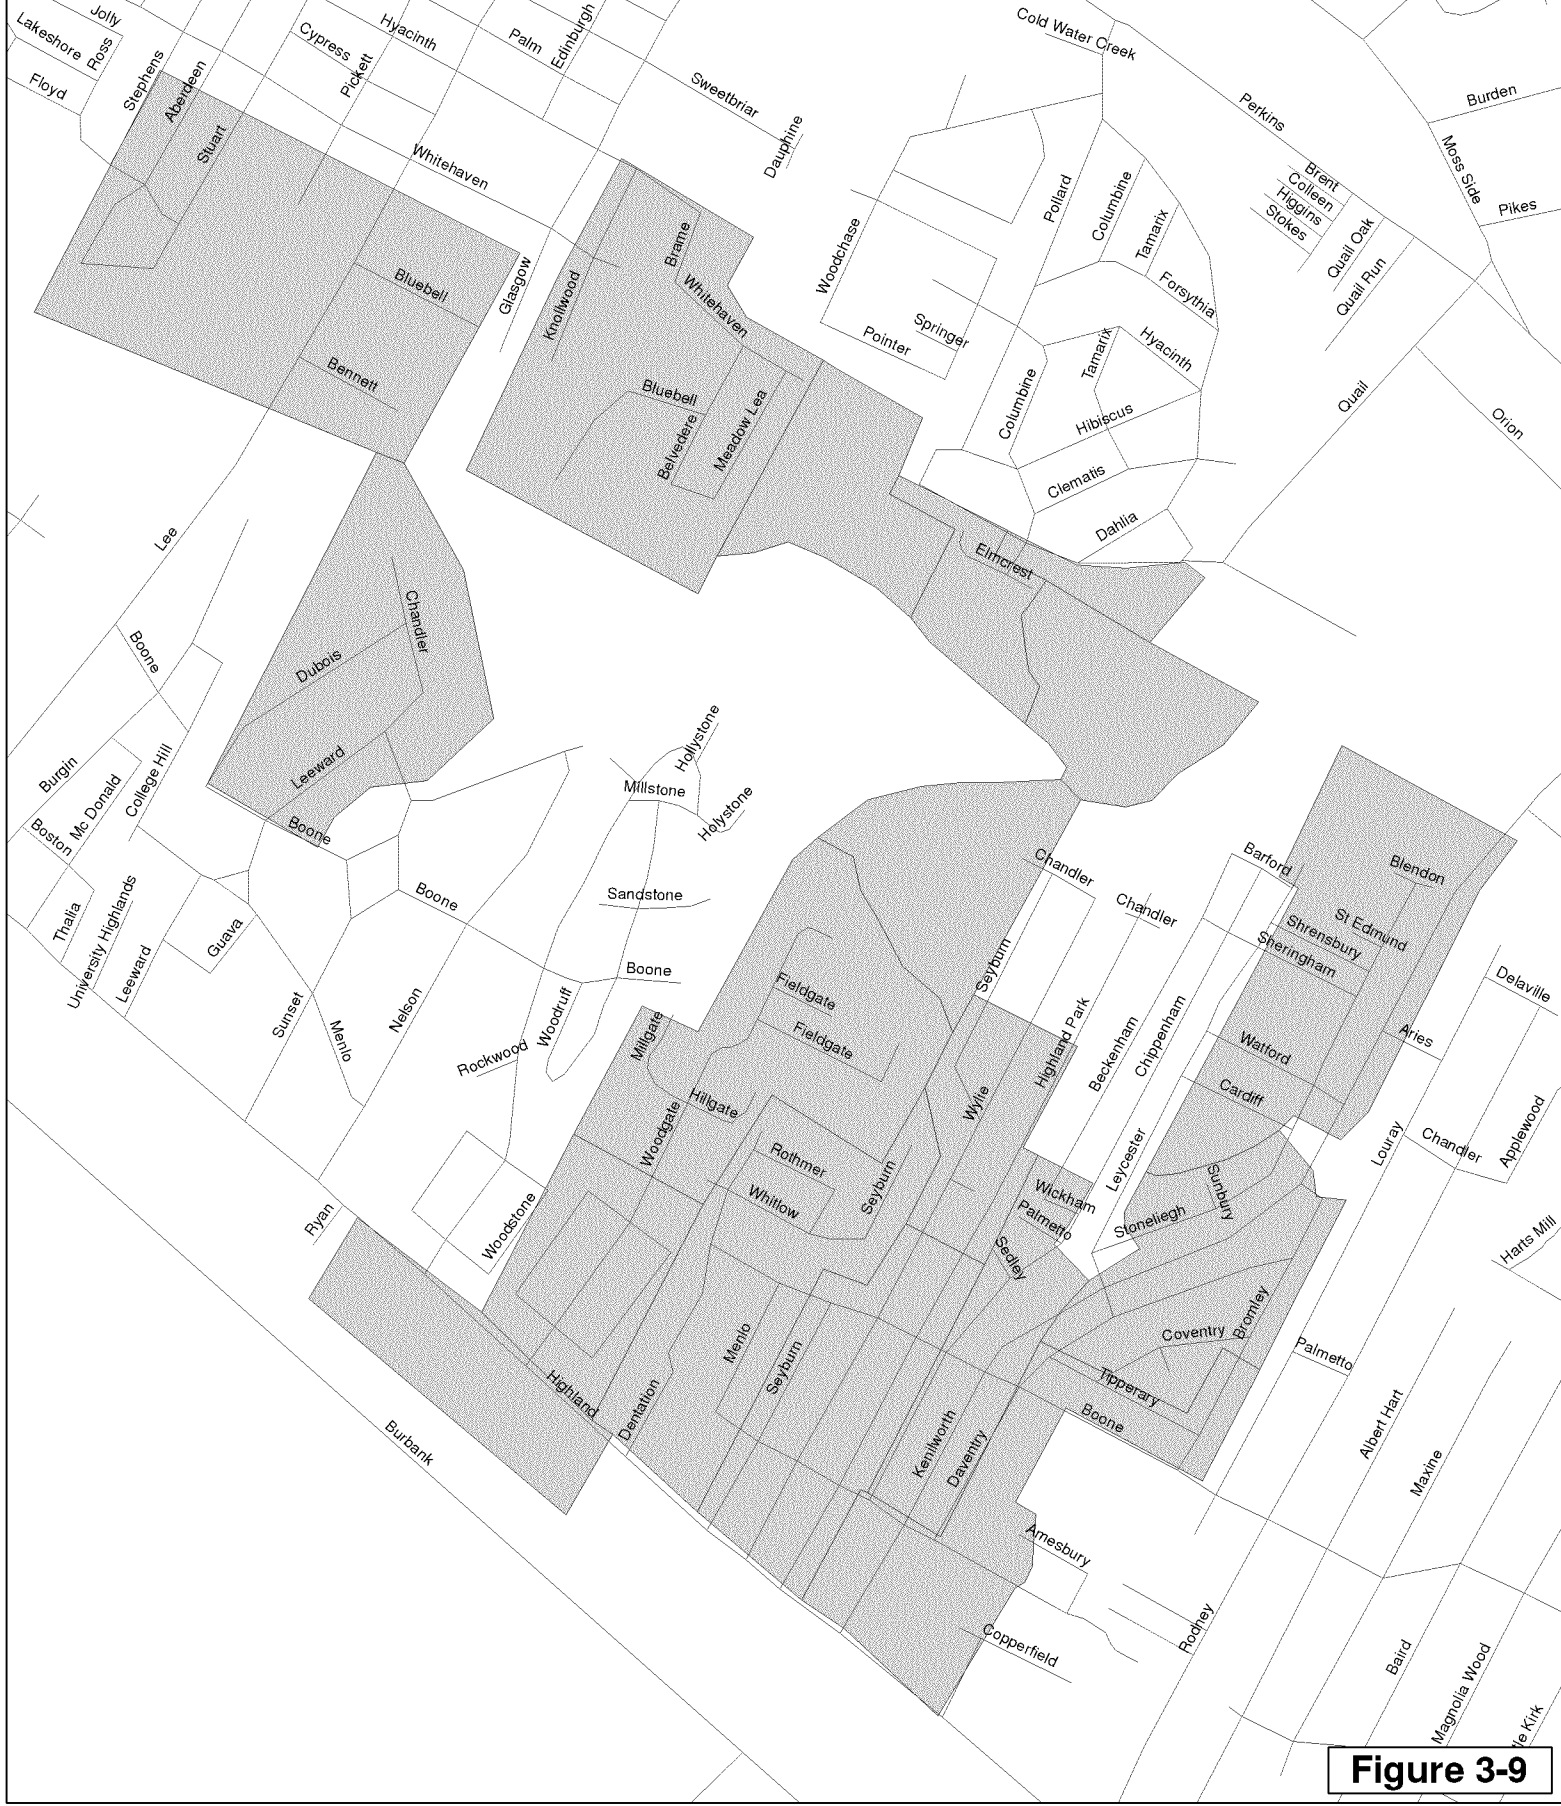 Jolly
Lakeshore
Ross
Floyd
Stephens
Aberdeen
Stuart
Cypress
Pickett
Hyacinth
Palm
Edinburgh
Whitehaven
Sweetbriar
Dauphine
Cold Water Creek
Perkins
Burden
Moss Side
Pikes
Brent
Colleen
Higgins
Stokes
Quail Oak
Quail Run
Pollard
Columbine
Tamarix
Forsythia
Woodchase
Springer
Pointer
Columbine
Tamarix
Hyacinth
Hibiscus
Clematis
Dahlia
Quail
Orion
Bluebell
Bennett
Glasgow
Knollwood
Brame
Whitehaven
Bluebell
Belvedere
Meadow Lea
Elmcrest
Lee
Boone
Dubois
Chandler
Leeward
Boone
Burgin
Mc Donald
College Hill
Boston
Thalia
University Highlands
Leeward
Guava
Sunset
Menlo
Nelson
Boone
Hollystone
Millstone
Holystone
Sandstone
Boone
Woodruff
Rockwood
Millgate
Fieldgate
Fieldgate
Hillgate
Woodgate
Rothmer
Whitlow
Seyburn
Seyburn
Chandler
Chandler
Highland Park
Wylie
Beckenham
Chippenham
Barford
Blendon
St Edmund
Shrensbury
Sheringham
Watford
Cardiff
Leycester
Wickham
Palmetto
Sedley
Stoneliegh
Sunbury
Delaville
Aries
Louray
Chandler
Applewood
Harts Mill
Ryan
Woodstone
Highland
Dentation
Menlo
Seyburn
Kenilworth
Daventry
Coventry
Bromley
Tipperary
Boone
Palmetto
Albert Hart
Maxine
Burbank
Amesbury
Copperfield
Rodney
Baird
Magnolia Wood
tle Kirk
Figure 3-9